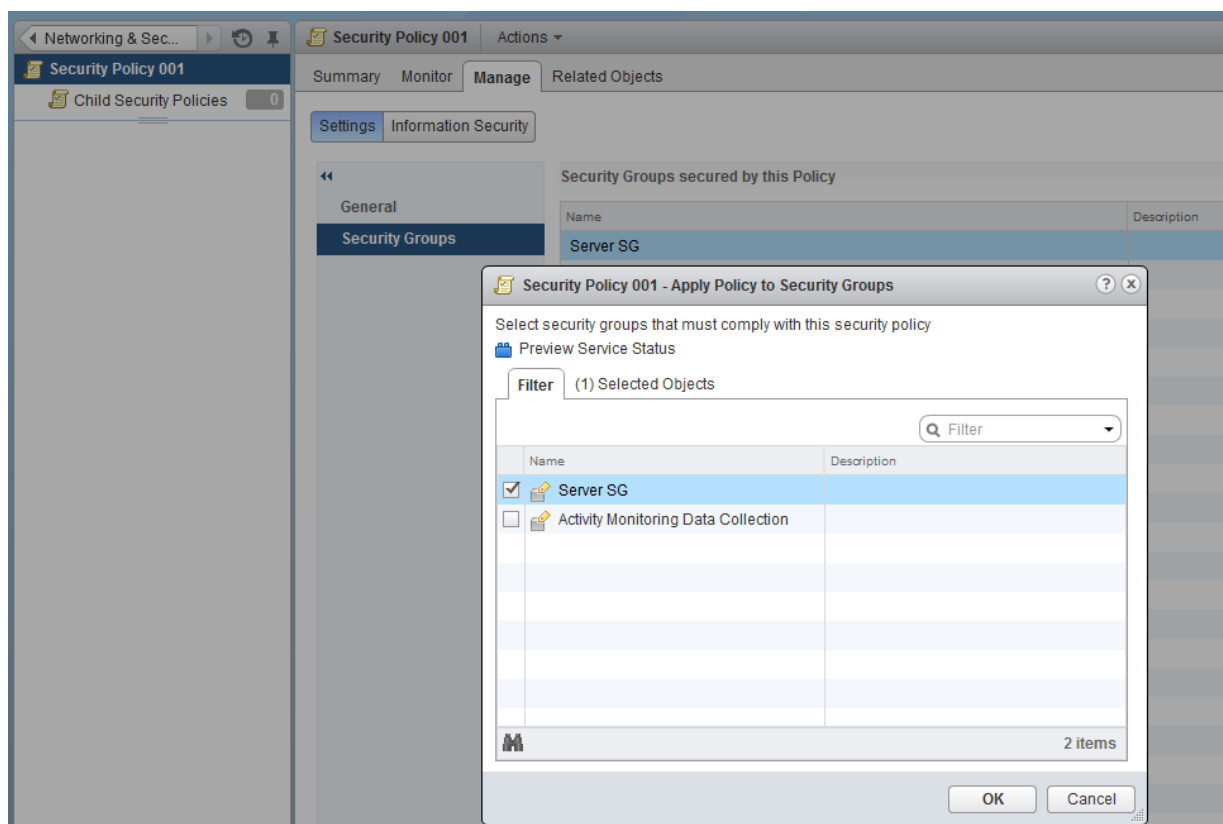 Networking & Sec...
Security Policy 001 Actions
Security Policy 001
Child Security Policies 0
Summary Monitor Manage Related Objects
Settings Information Security
General
Security Groups
Security Groups secured by this Policy
Name Description
Server SG
Security Policy 001 - Apply Policy to Security Groups ? x
Select security groups that must comply with this security policy
Preview Service Status
Filter (1) Selected Objects
Filter
Name Description
Server SG
Activity Monitoring Data Collection
2 items
OK Cancel